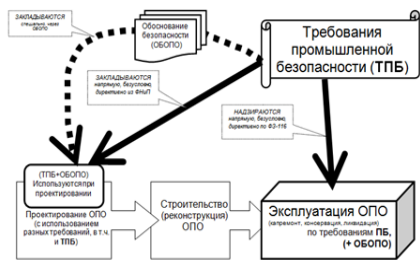 ЗАКЛАДЫВАЮТСЯ
специально, через
ОБОПО
Обоснование
безопасности
(ОБОПО)
Требования
промышленной
безопасности (ТПБ)
ЗАКЛАДЫВАЮТСЯ
напрямую, безусловно,
директивно из ФНиП
НАДЗИРАЮТСЯ
напрямую, безусловно,
директивно по ФЗ-116
(ТПБ+ОБОПО)
Используютсяпри
проектировании
Проектирование ОПО
(с использованием
разных требований, в т.ч.
и ТПБ)
Строительство
(реконструкция)
ОПО
Эксплуатация ОПО
(капремонт, консервация, ликвидация)
по требованиям ПБ,
(+ ОБОПО)